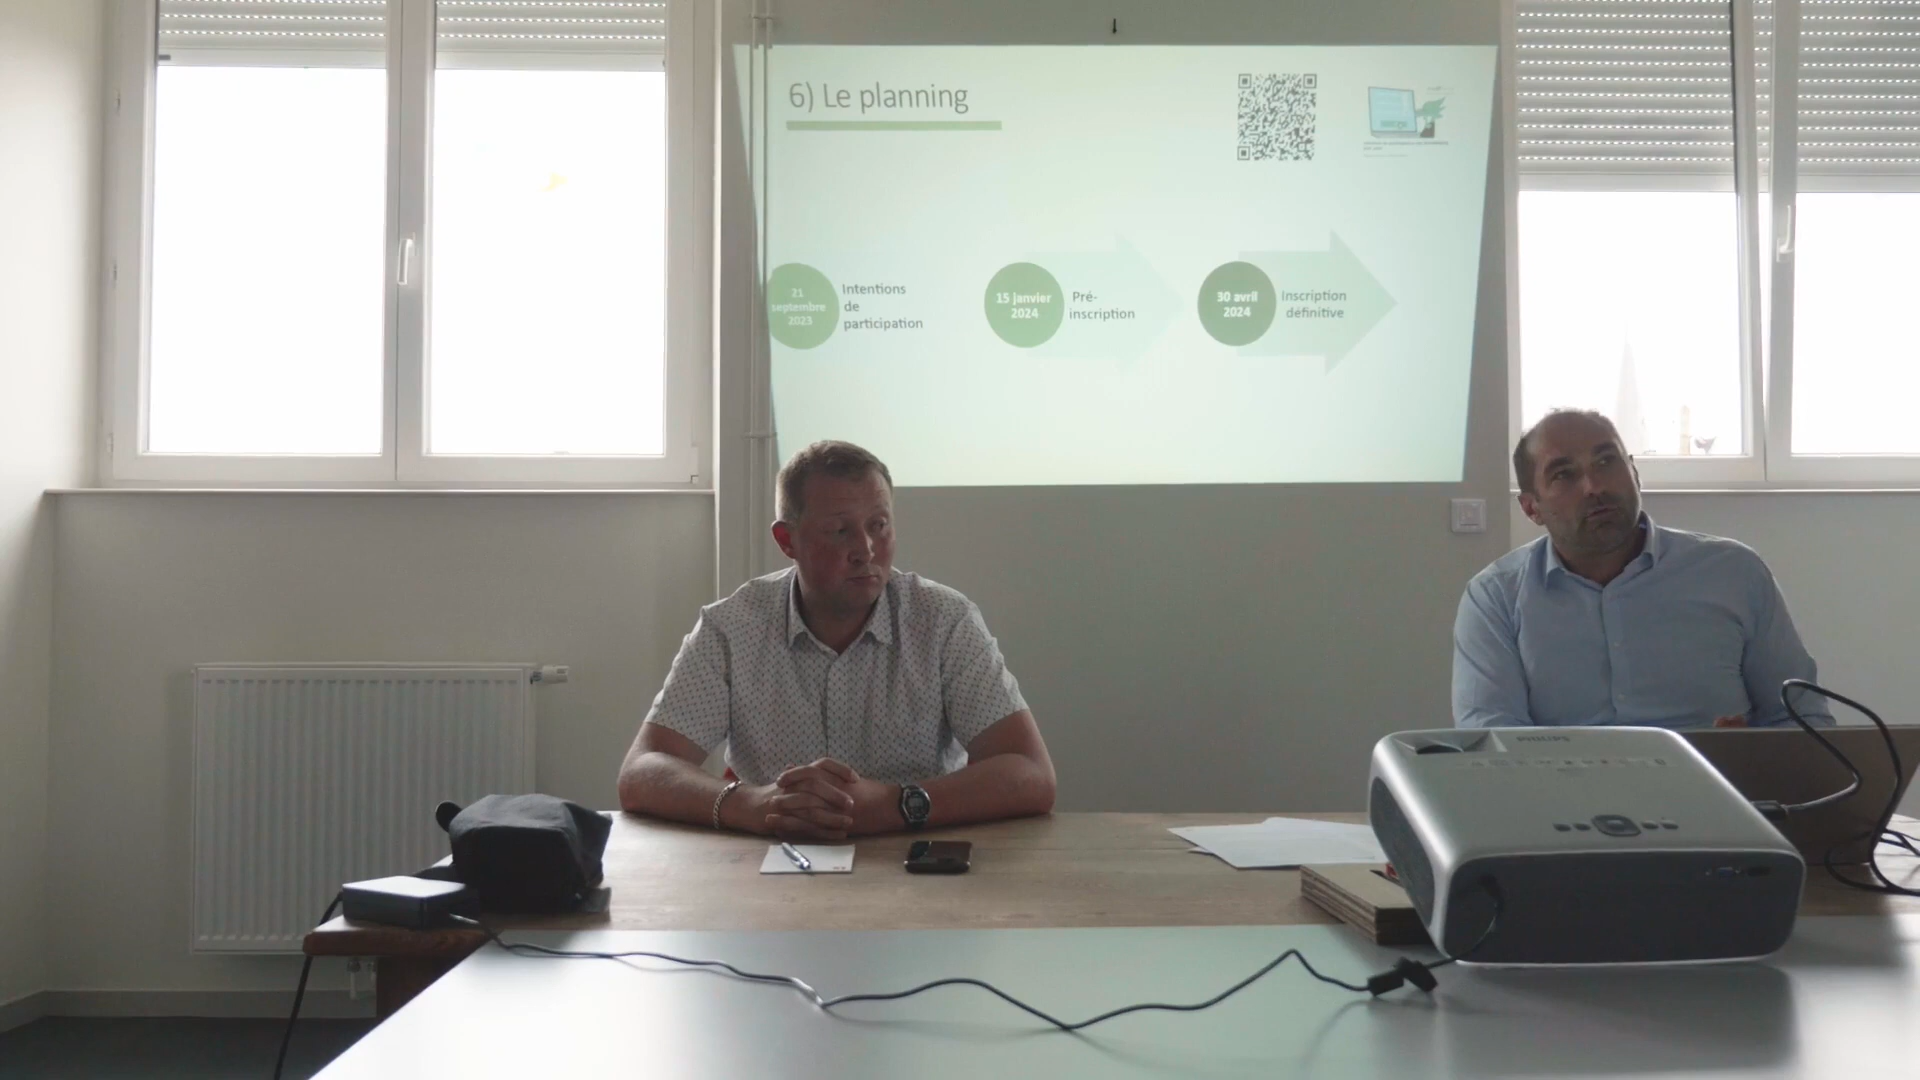 6) Le planning
21
septembre
2023
Intentions
de
participation
15 janvier
2024
Pré-
inscription
30 avril
2024
Inscription
définitive
PHILIPS